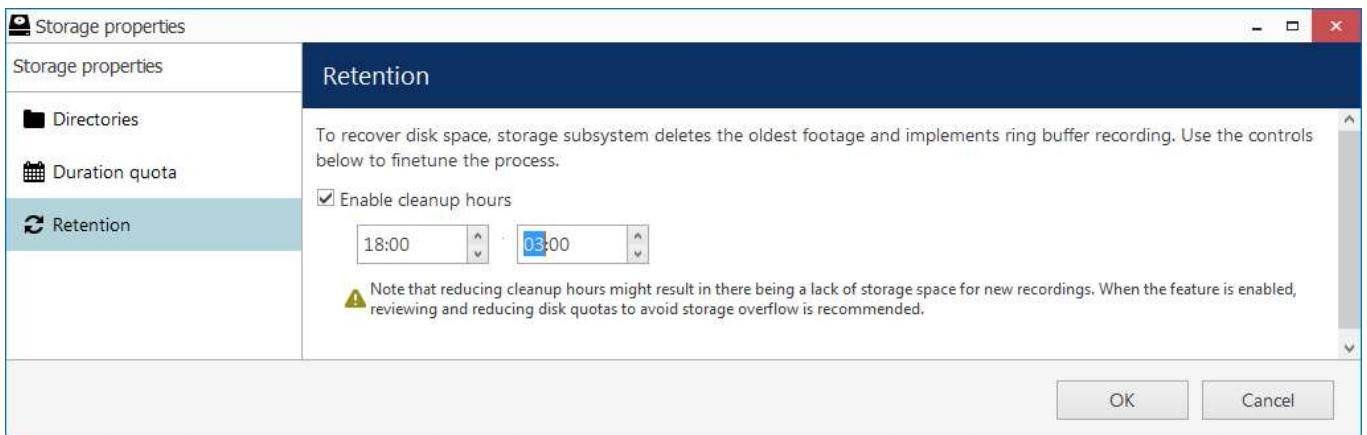 Storage properties
Storage properties
Retention
Directories
Duration quota
Retention
To recover disk space, storage subsystem deletes the oldest footage and implements ring buffer recording. Use the controls
below to finetune the process.
Enable cleanup hours
18:00 03:00
Note that reducing cleanup hours might result in there being a lack of storage space for new recordings. When the feature is enabled,
reviewing and reducing disk quotas to avoid storage overflow is recommended.
OK Cancel